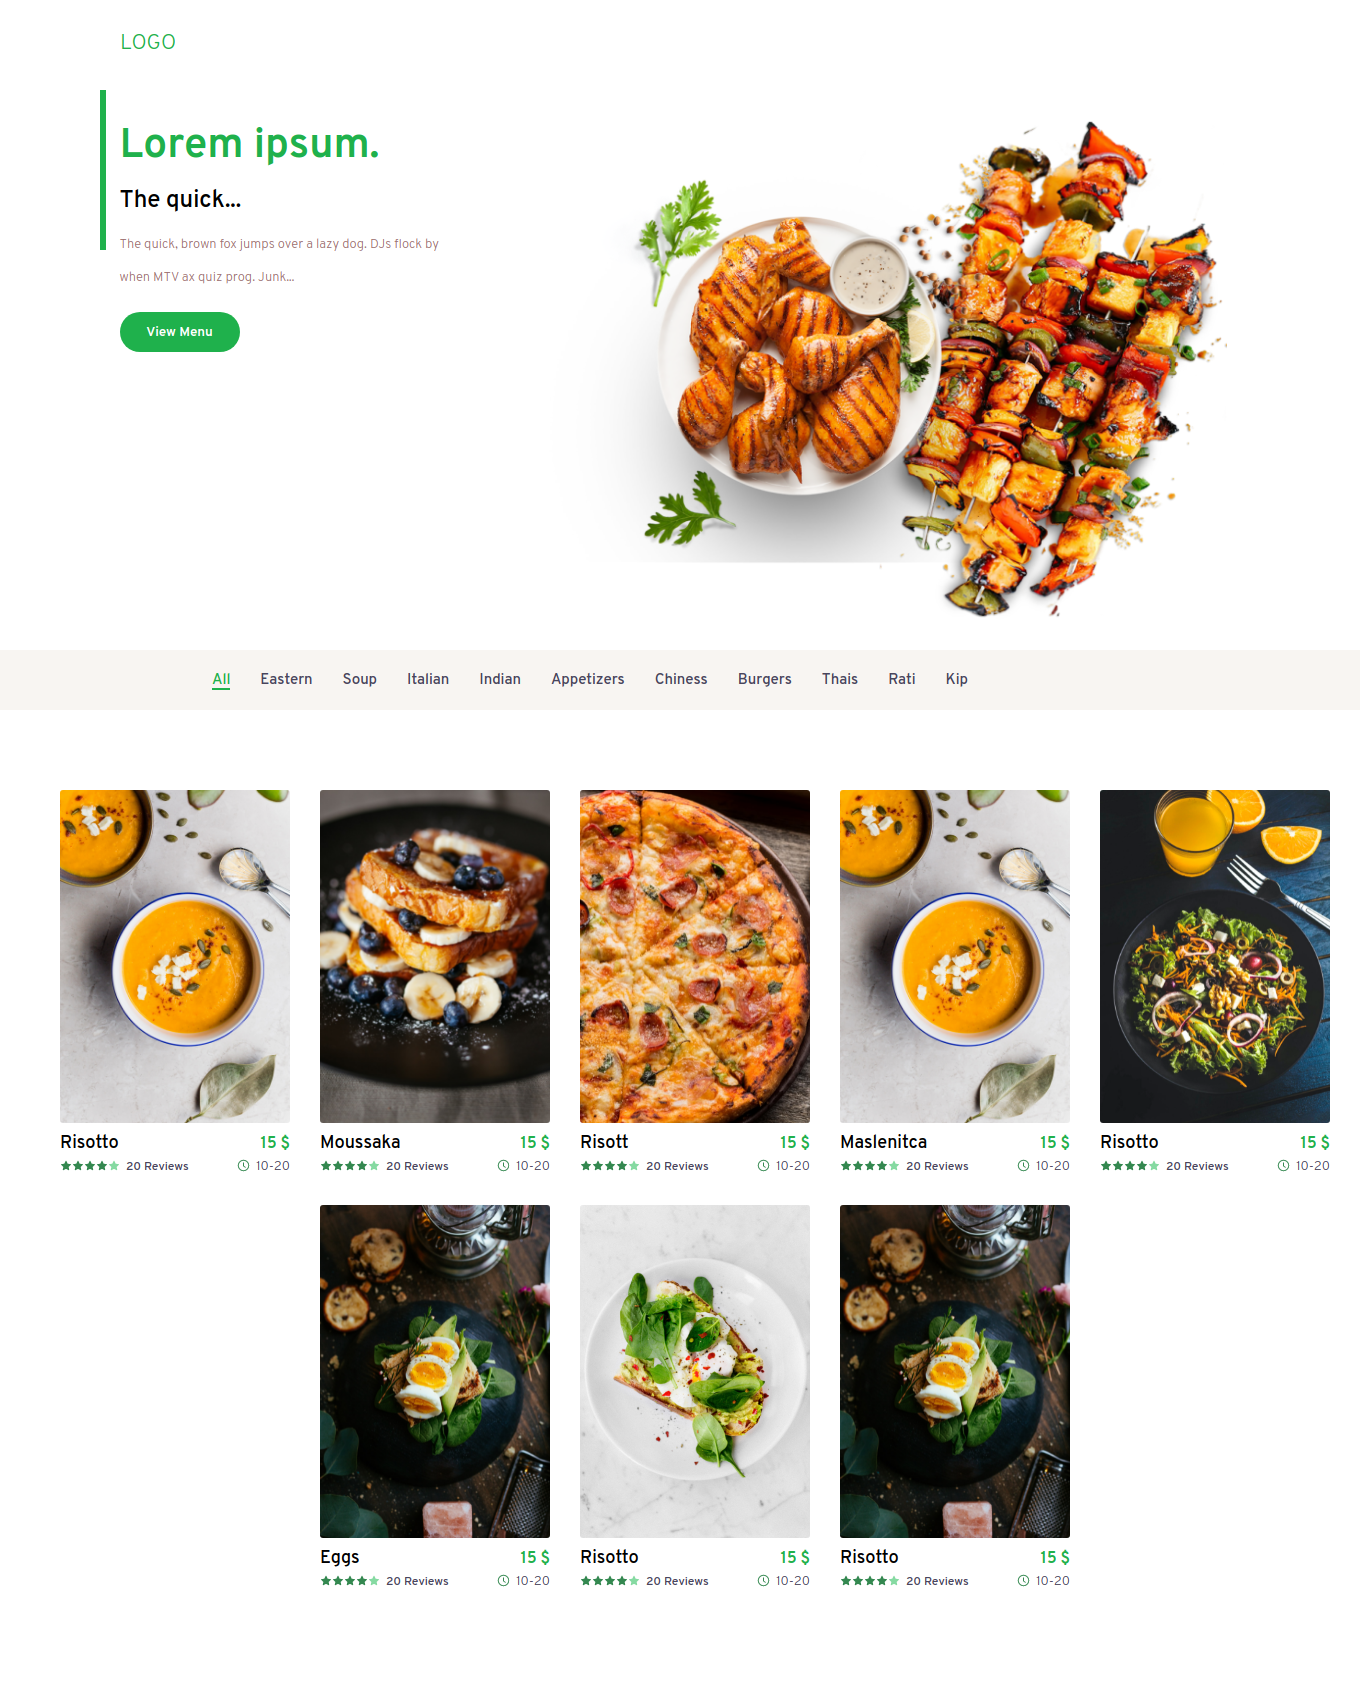 LOGO
Lorem ipsum.
The quick...
The quick, brown fox jumps over a lazy dog. DJs flock by
when MTV ax quiz prog. Junk...
View Menu
All Eastern Soup Italian Indian Appetizers Chiness Burgers Thais Rati Kip
Risotto 15 $
20 Reviews 10-20
Moussaka 15 $
20 Reviews 10-20
Risott 15 $
20 Reviews 10-20
Maslenitca 15 $
20 Reviews 10-20
Risotto 15 $
20 Reviews 10-20
Eggs 15 $
20 Reviews 10-20
Risotto 15 $
20 Reviews 10-20
Risotto 15 $
20 Reviews 10-20